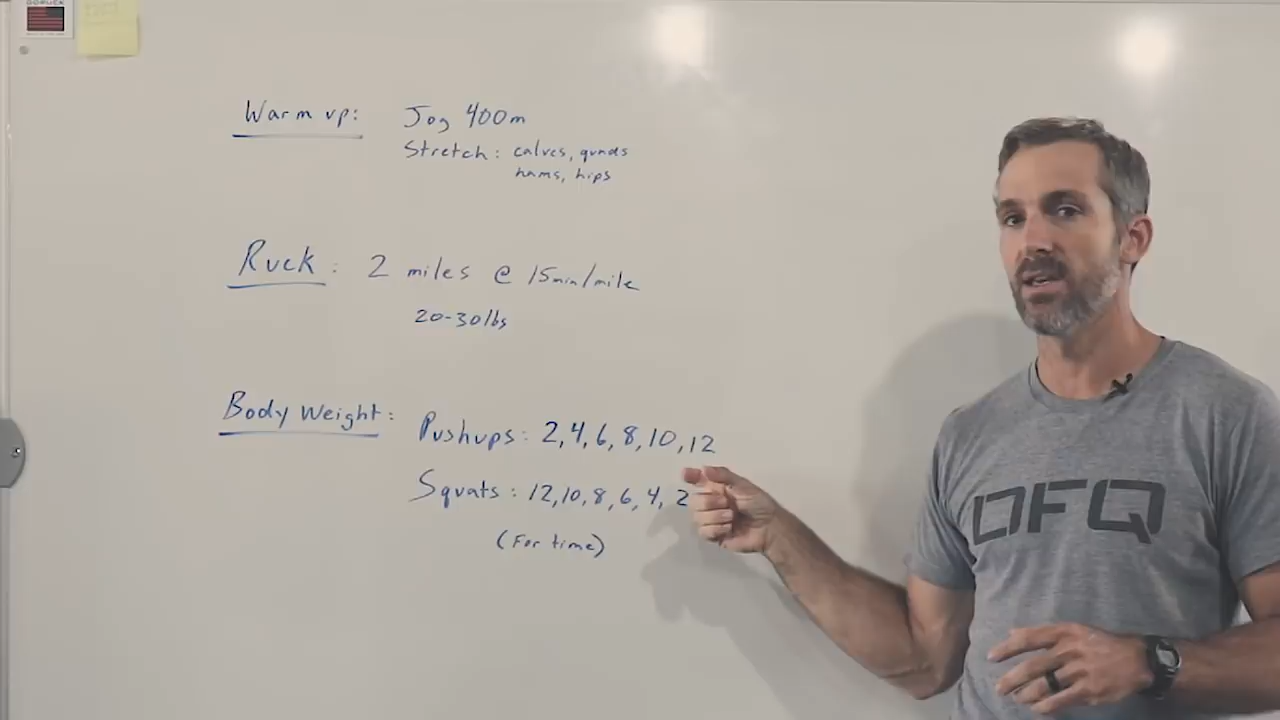 GORUCK
Warm up: Jog 400m
Stretch: calves, quads
hams, hips
Ruck: 2 miles @ 15min/mile
20-30lbs
Body Weight: Pushups: 2,4,6,8,10,12
Squats: 12,10,8,6,4,2
(For time)
DFQ